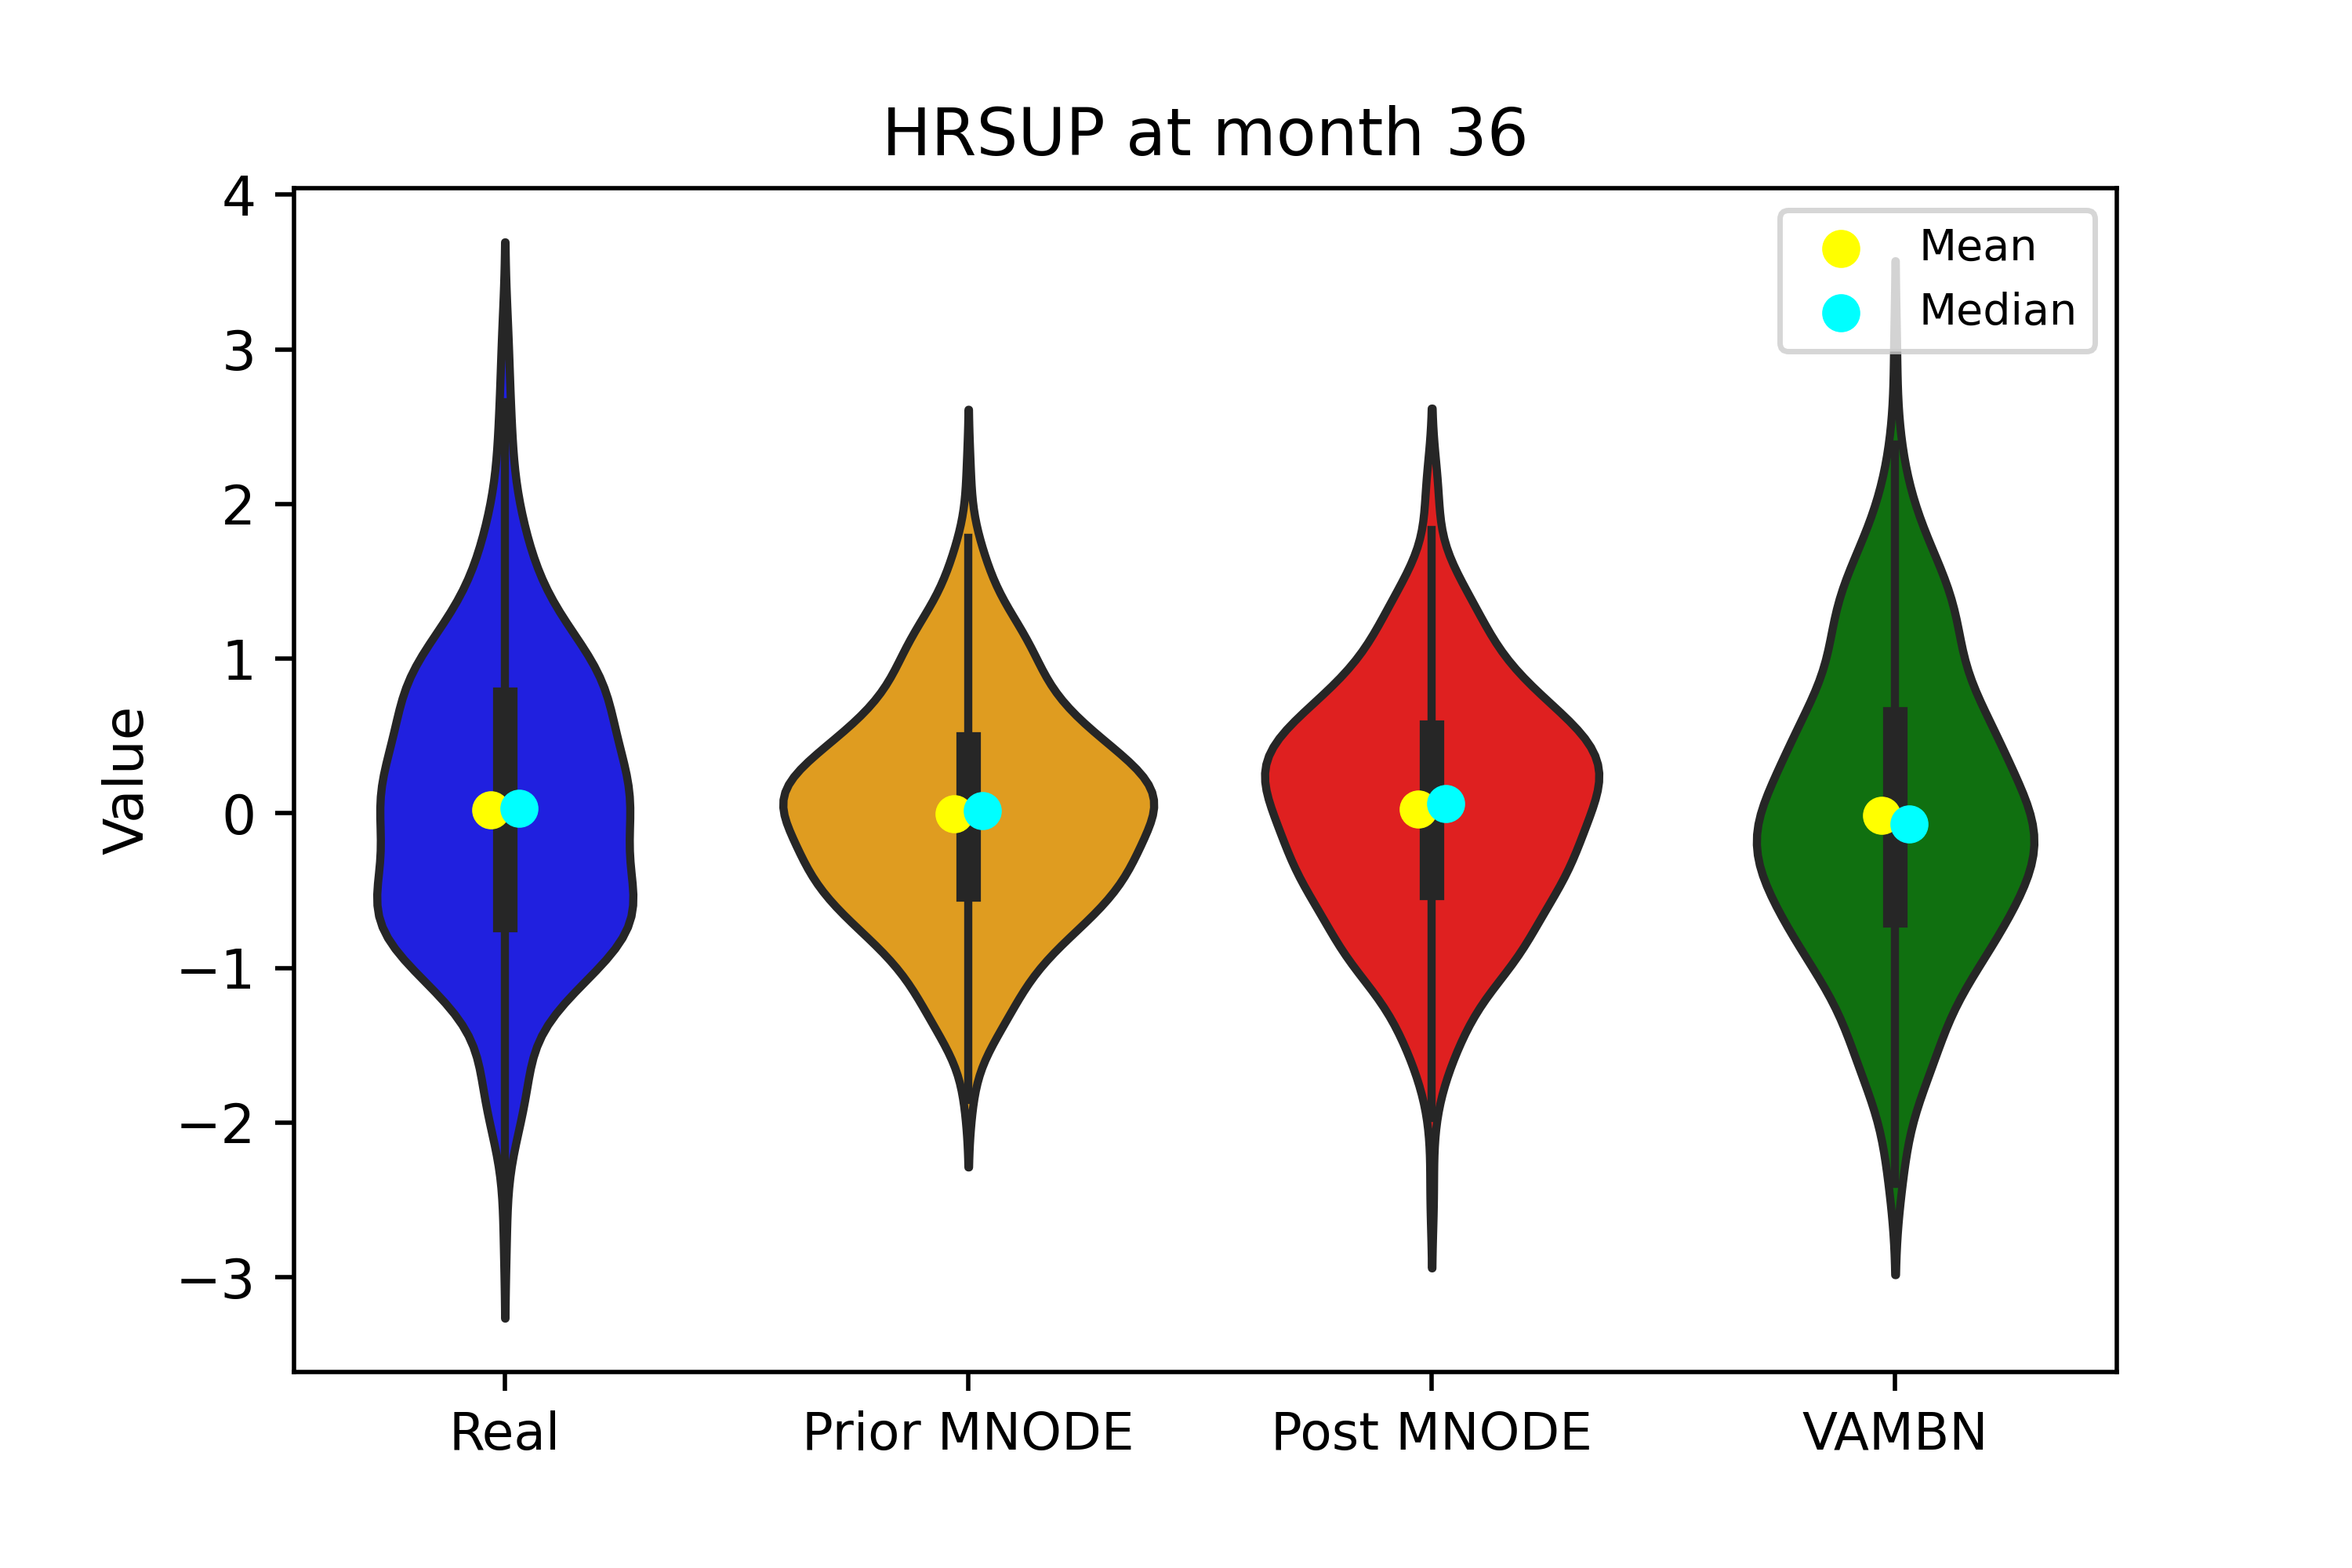 HRSUP at month 36
Mean
Median
Value
4
3
2
1
0
−1
−2
−3
Real Prior MNODE Post MNODE VAMBN